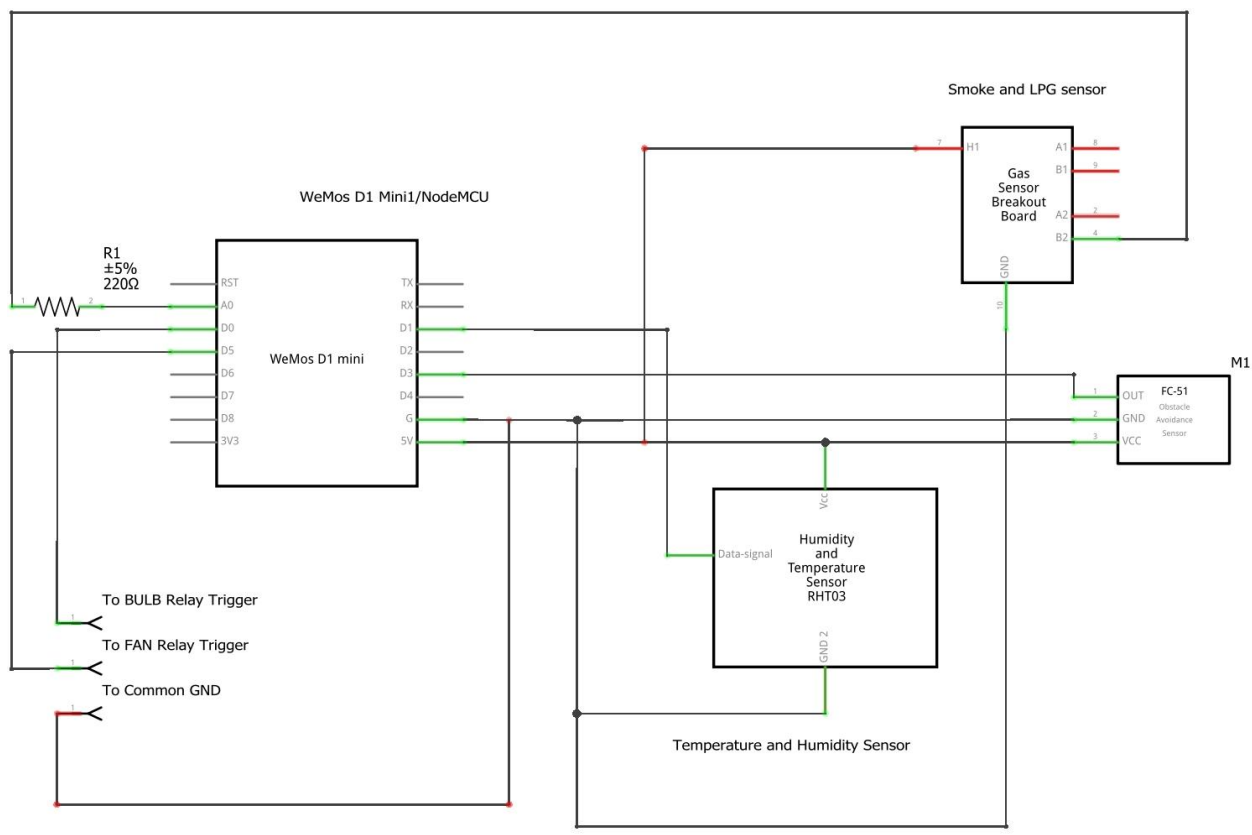 Smoke and LPG sensor
7
H1
A1
8
B1
9
A2
2
B2
4
Gas
Sensor
Breakout
Board
GND
10
WeMos D1 Mini1/NodeMCU
R1
±5%
220Ω
1
2
RST
A0
D0
D5
D6
D7
D8
3V3
WeMos D1 mini
TX
RX
D1
D2
D3
D4
G
5V
M1
1
2
3
OUT
GND
VCC
FC-51
Obstacle
Avoidance
Sensor
Vcc
Data-signal
Humidity
and
Temperature
Sensor
RHT03
GND 2
Temperature and Humidity Sensor
To BULB Relay Trigger
1
To FAN Relay Trigger
1
To Common GND
1